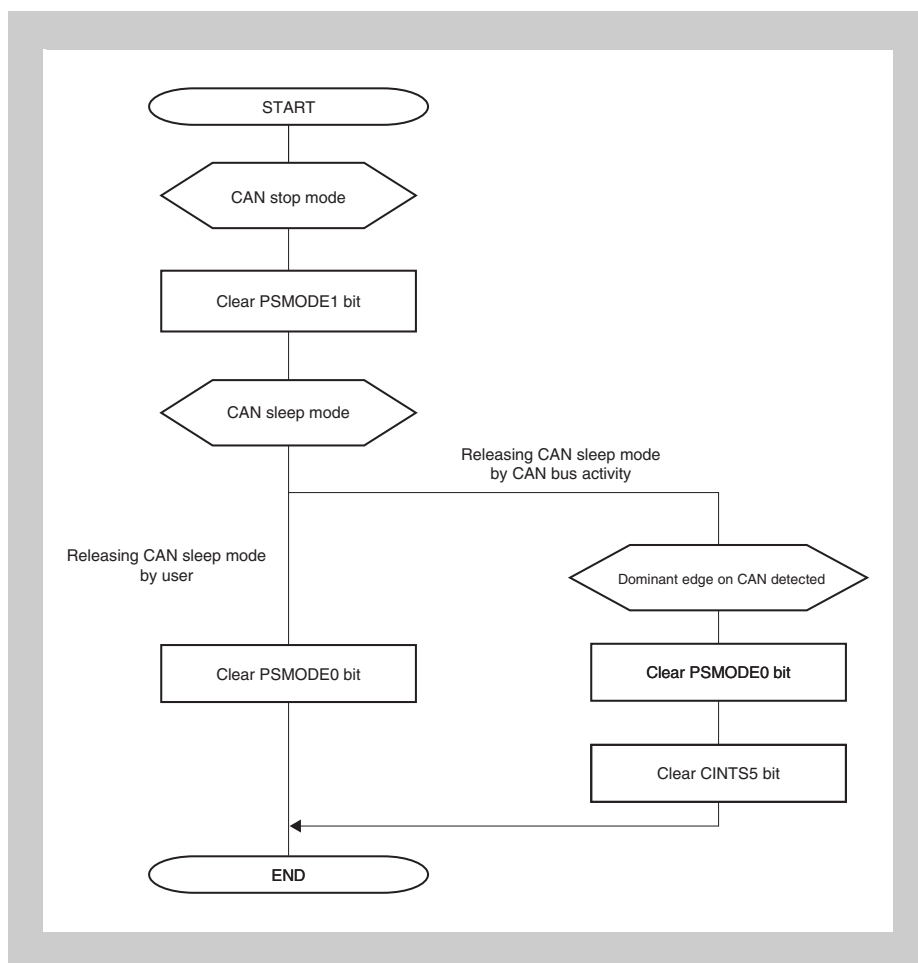 START
CAN stop mode
Clear PSMODE1 bit
CAN sleep mode
Releasing CAN sleep mode
by CAN bus activity
Releasing CAN sleep mode
by user
Dominant edge on CAN detected
Clear PSMODE0 bit
Clear PSMODE0 bit
Clear CINTS5 bit
END